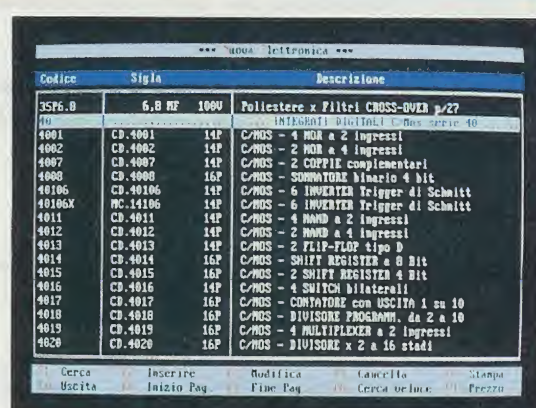 *** Nuova Elettronica ***
Codice Sigla Descrizione
35P6.8 6,8 MF 100V Poliestere x Filtri CROSS-OVER p/27
40 ................ .... INTEGRATI DIGITALI C/Mos serie 40
4001 CD.4001 14P C/MOS - 4 NOR a 2 ingressi
4002 CD.4002 14P C/MOS - 2 NOR a 4 ingressi
4007 CD.4007 14P C/MOS - 2 COPPIE complementari
4008 CD.4008 16P C/MOS - SOMMATORE binario 4 bit
40106 CD.40106 14P C/MOS - 6 INVERTER Trigger di Schmitt
40106X MC.14106 14P C/MOS - 6 INVERTER Trigger di Schmitt
4011 CD.4011 14P C/MOS - 4 NAND a 2 ingressi
4012 CD.4012 14P C/MOS - 2 NAND a 4 ingressi
4013 CD.4013 14P C/MOS - 2 FLIP-FLOP tipo D
4014 CD.4014 16P C/MOS - SHIFT REGISTER a 8 Bit
4015 CD.4015 16P C/MOS - 2 SHIFT REGISTER 4 Bit
4016 CD.4016 14P C/MOS - 4 SWITCH bilaterali
4017 CD.4017 16P C/MOS - CONTATORE con USCITA 1 su 10
4018 CD.4018 16P C/MOS - DIVISORE PROGRAMM. da 2 a 10
4019 CD.4019 16P C/MOS - 4 MULTIPLEXER a 2 ingressi
4020 CD.4020 16P C/MOS - DIVISORE x 2 a 16 stadi
Cerca Inserire Modifica Cancella Stampa
Uscita Inizio Pag. Fine Pag. Cerca veloce Prezzo